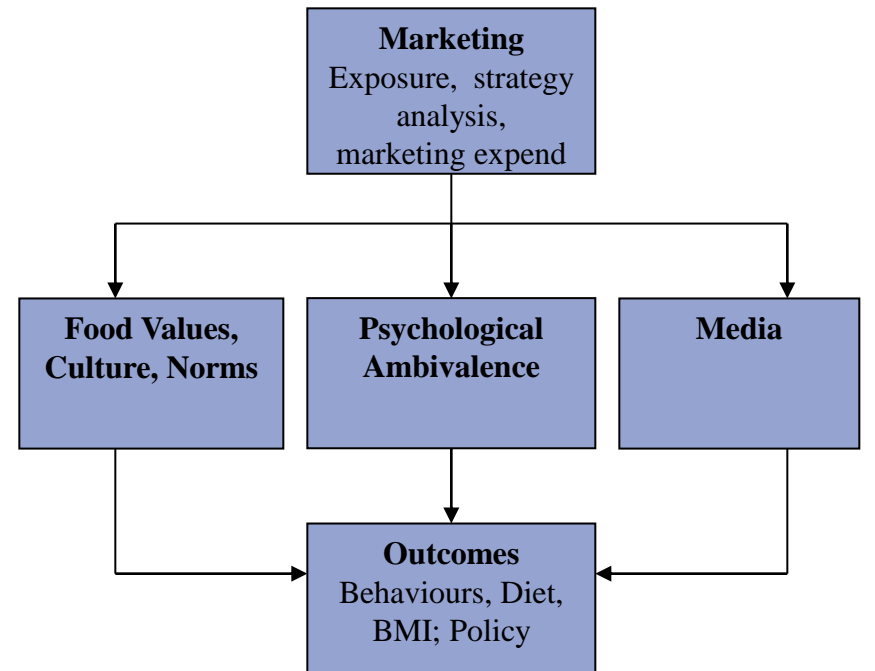 Marketing
Exposure, strategy
analysis,
marketing expend
Food Values,
Culture, Norms
Psychological
Ambivalence
Media
Outcomes
Behaviours, Diet,
BMI; Policy